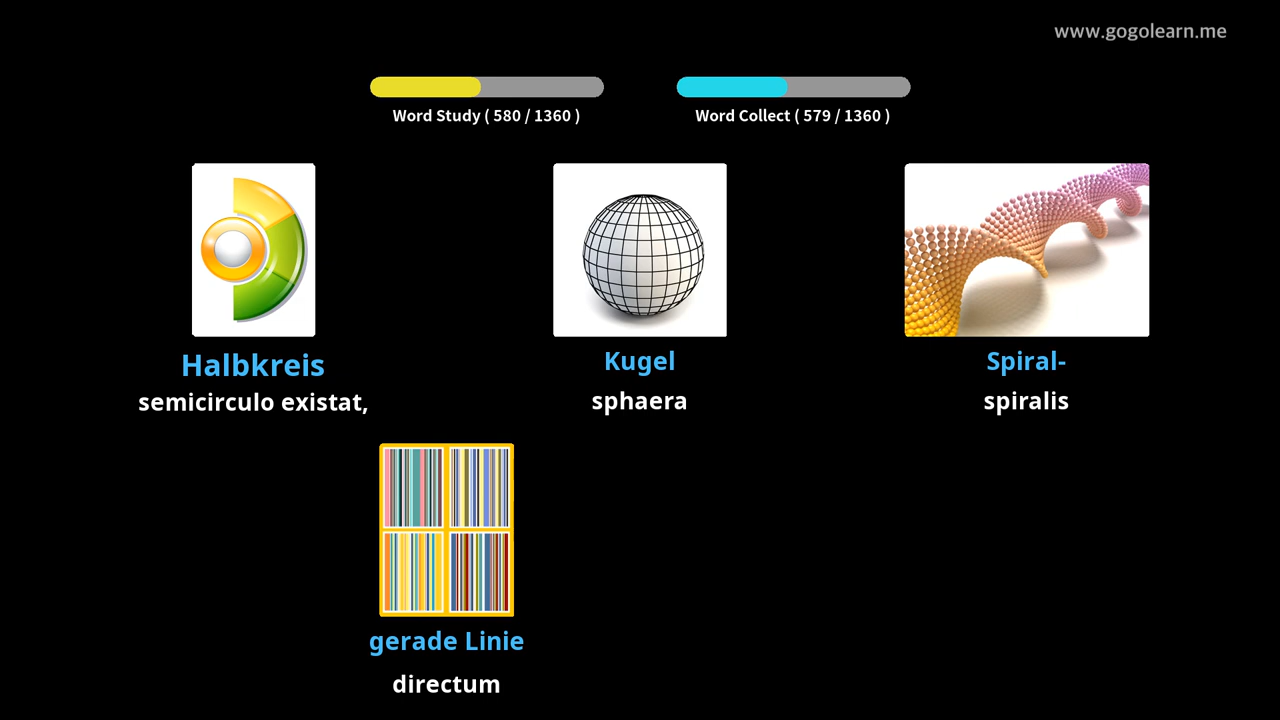 www.gogolearn.me
Word Study ( 580 / 1360 )
Word Collect ( 579 / 1360 )
Halbkreis
semicirculo existat,
Kugel
sphaera
Spiral-
spiralis
gerade Linie
directum